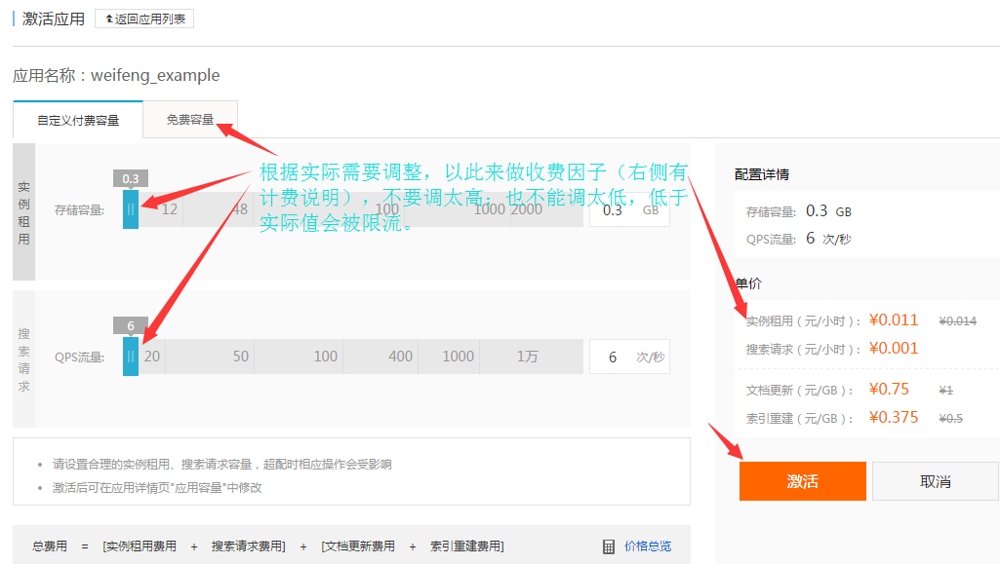 激活应用 返回应用列表
应用名称：weifeng_example
自定义付费容量 免费容量
根据实际需要调整，以此来做收费因子（右侧有
计费说明），不要调太高；也不能调太低，低于
实际值会被限流。
实例租用
0.3
存储容量: 12 48 100 1000 2000 0.3 GB
搜索请求
6
QPS流量: 20 50 100 400 1000 1万 6 次/秒
请设置合理的实例租用、搜索请求容量，超配时相应操作会受影响
激活后可在应用详情页"应用容量"中修改
总费用 = [实例租用费用 + 搜索请求费用] + [文档更新费用 + 索引重建费用] 价格总览
配置详情
存储容量: 0.3 GB
QPS流量: 6 次/秒
单价
实例租用（元/小时）: ¥0.011 ¥0.014
搜索请求（元/小时）: ¥0.001
文档更新（元/GB）: ¥0.75 ¥1
索引重建（元/GB）: ¥0.375 ¥0.5
激活 取消